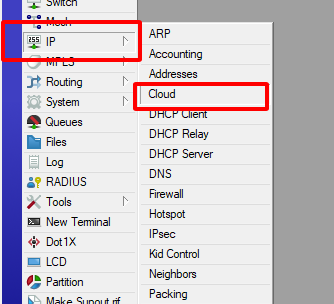 Switch
Mesh
255
IP
MPLS
Routing
System
Queues
Files
Log
RADIUS
Tools
New Terminal
Dot1X
LCD
Partition
Make Supout.rif
ARP
Accounting
Addresses
Cloud
DHCP Client
DHCP Relay
DHCP Server
DNS
Firewall
Hotspot
IPsec
Kid Control
Neighbors
Packing